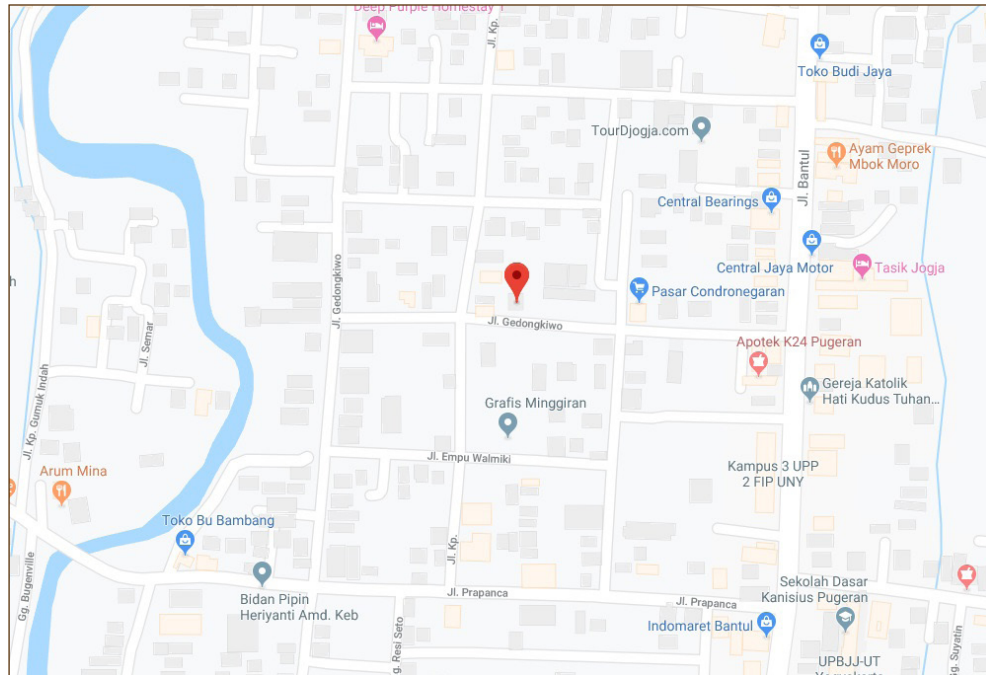 Deep Purple Homestay 1
Jl. Kp.
Toko Budi Jaya
TourDjogja.com
Ayam Geprek
Mbok Moro
Jl. Bantul
Central Bearings
Central Jaya Motor
Tasik Jogja
h
Pasar Condronegaran
Jl. Gedongkiwo
Jl. Gedongkiwo
Jl. Semar
Apotek K24 Pugeran
Gereja Katolik
Hati Kudus Tuhan...
Jl. Kp. Gumuk Indah
Grafis Minggiran
Jl. Empu Walmiki
Arum Mina
Kampus 3 UPP
2 FIP UNY
Toko Bu Bambang
Jl. Kp.
Gg. Bugenville
Bidan Pipin
Heriyanti Amd. Keb
Jl. Prapanca
Jl. Prapanca
Sekolah Dasar
Kanisius Pugeran
Indomaret Bantul
g. Resi Seto
Gg. Suyatin
UPBJJ-UT
Yogyakarta